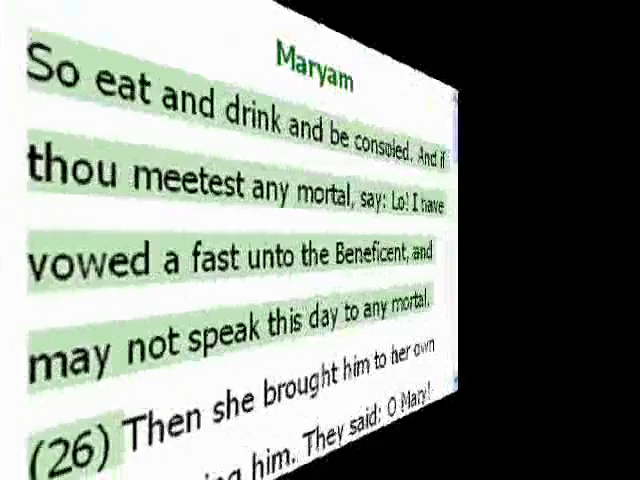 Maryam
So eat and drink and be consoled. And if
thou meetest any mortal, say: Lo! I have
vowed a fast unto the Beneficent, and
may not speak this day to any mortal.
(26) Then she brought him to her own
him. They said: O Mary!